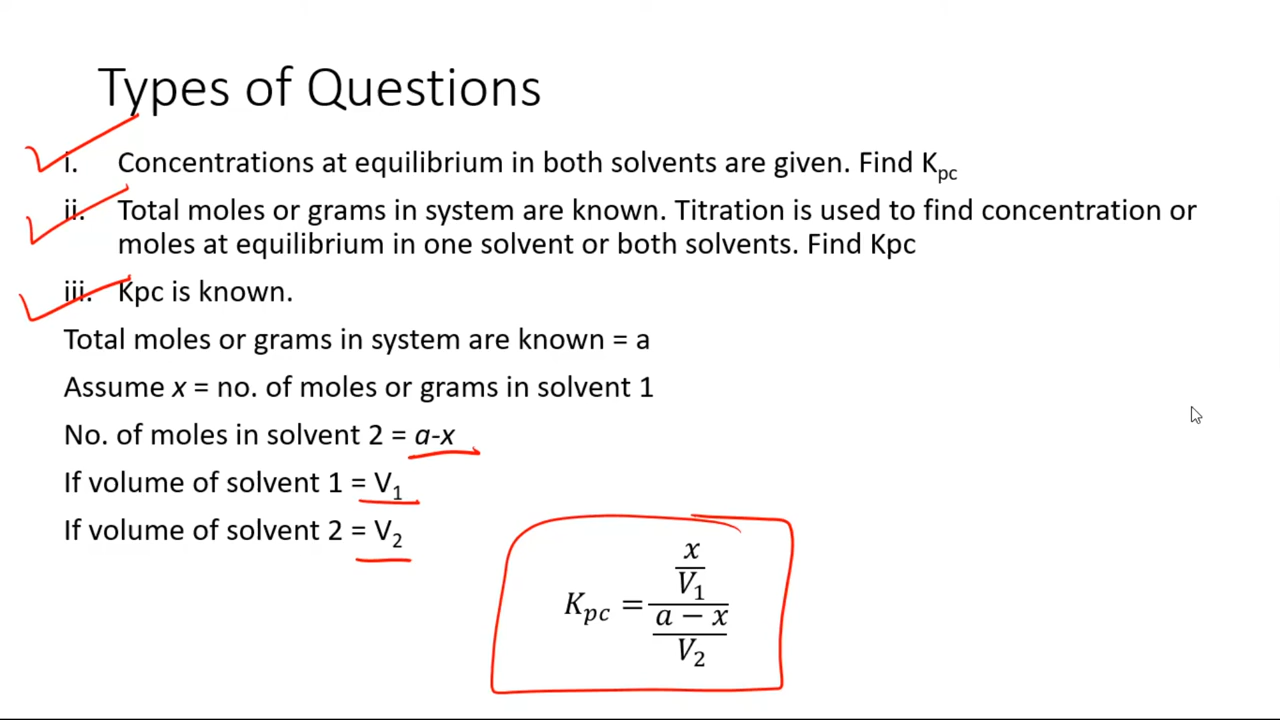 Types of Questions
i. Concentrations at equilibrium in both solvents are given. Find Kpc
ii. Total moles or grams in system are known. Titration is used to find concentration or
moles at equilibrium in one solvent or both solvents. Find Kpc
iii. Kpc is known.
Total moles or grams in system are known = a
Assume x = no. of moles or grams in solvent 1
No. of moles in solvent 2 = a-x
If volume of solvent 1 = V₁
If volume of solvent 2 = V₂
x
V₁
Kpc =
a − x
V₂